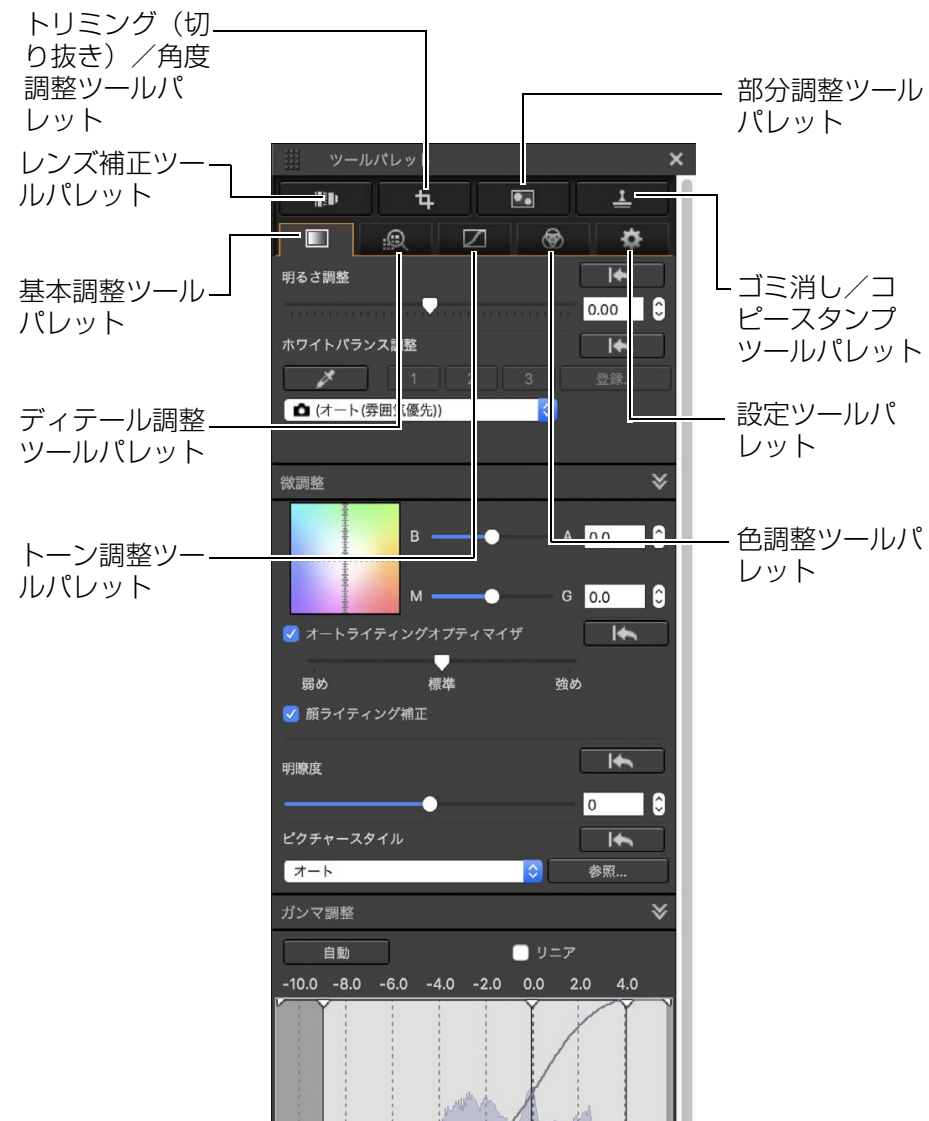 トリミング（切
り抜き）／角度
調整ツールパ
レット
レンズ補正ツー
ルパレット
基本調整ツール
パレット
ディテール調整
ツールパレット
トーン調整ツー
ルパレット
部分調整ツール
パレット
ゴミ消し／コ
ピースタンプ
ツールパレット
設定ツールパ
レット
色調整ツールパ
レット
ツールパレット
明るさ調整
0.00
ホワイトバランス調整
1 2 3 登録...
(オート(雰囲気優先))
微調整
B A 0.0
M G 0.0
オートライティングオプティマイザ
弱め 標準 強め
顔ライティング補正
明瞭度
0
ピクチャースタイル
オート 参照...
ガンマ調整
自動 リニア
-10.0 -8.0 -6.0 -4.0 -2.0 0.0 2.0 4.0